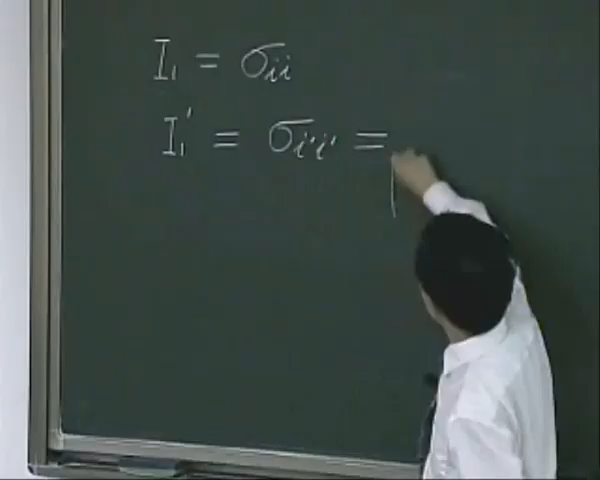 I₁ = σii
I₁' = σi'i' =